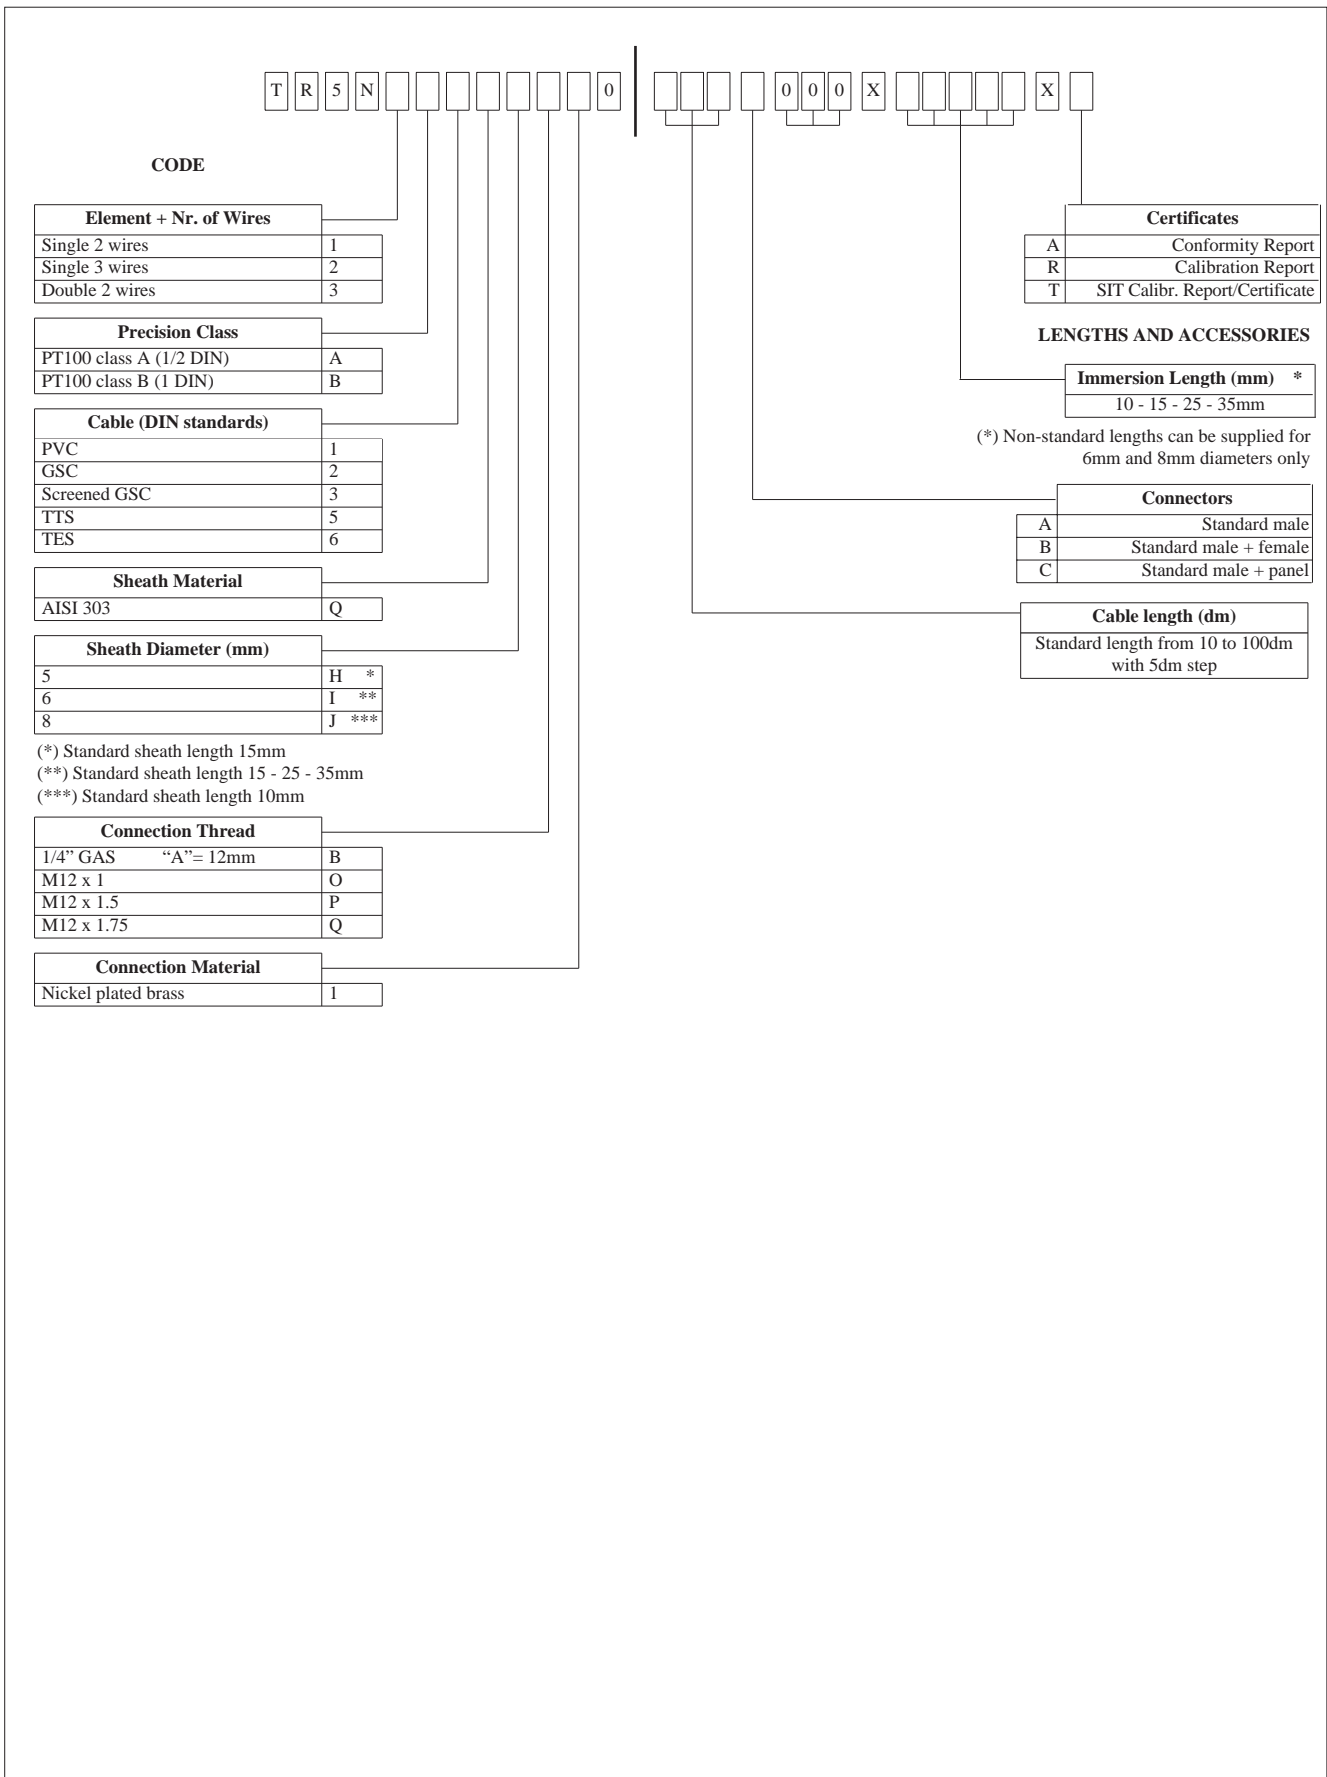 T R 5 N 0 0 0 0 X X
CODE
Element + Nr. of Wires
Single 2 wires 1
Single 3 wires 2
Double 2 wires 3
Precision Class
PT100 class A (1/2 DIN) A
PT100 class B (1 DIN) B
Cable (DIN standards)
PVC 1
GSC 2
Screened GSC 3
TTS 5
TES 6
Sheath Material
AISI 303 Q
Sheath Diameter (mm)
5 H *
6 I **
8 J ***
(*) Standard sheath length 15mm
(**) Standard sheath length 15 - 25 - 35mm
(***) Standard sheath length 10mm
Connection Thread
1/4” GAS “A”= 12mm B
M12 x 1 O
M12 x 1.5 P
M12 x 1.75 Q
Connection Material
Nickel plated brass 1
Certificates
A Conformity Report
R Calibration Report
T SIT Calibr. Report/Certificate
LENGTHS AND ACCESSORIES
Immersion Length (mm) *
10 - 15 - 25 - 35mm
(*) Non-standard lengths can be supplied for
6mm and 8mm diameters only
Connectors
A Standard male
B Standard male + female
C Standard male + panel
Cable length (dm)
Standard length from 10 to 100dm
with 5dm step